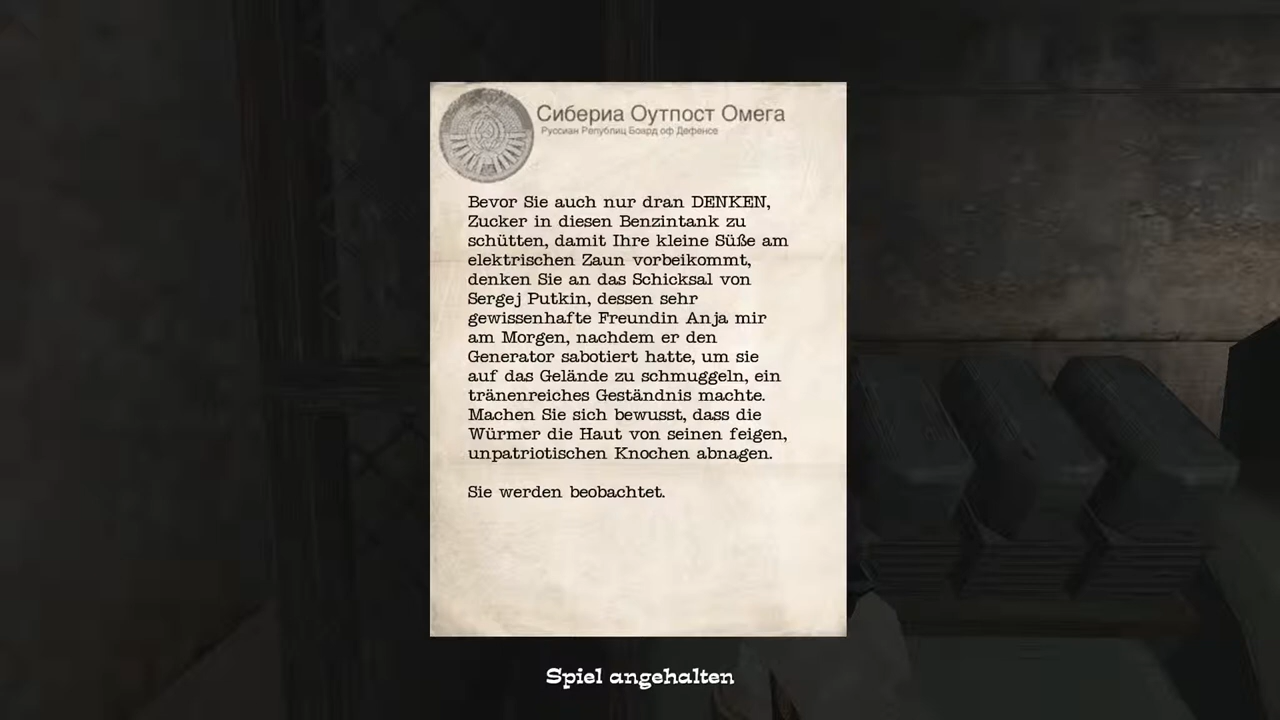 Сибериа Оутпост Омега
Руссиан Републиц Боард оф Дефенсе
Bevor Sie auch nur dran DENKEN,
Zucker in diesen Benzintank zu
schütten, damit Ihre kleine Süße am
elektrischen Zaun vorbeikommt,
denken Sie an das Schicksal von
Sergej Putkin, dessen sehr
gewissenhafte Freundin Anja mir
am Morgen, nachdem er den
Generator sabotiert hatte, um sie
auf das Gelände zu schmuggeln, ein
tränenreiches Geständnis machte.
Machen Sie sich bewusst, dass die
Würmer die Haut von seinen feigen,
unpatriotischen Knochen abnagen.
Sie werden beobachtet.
Spiel angehalten